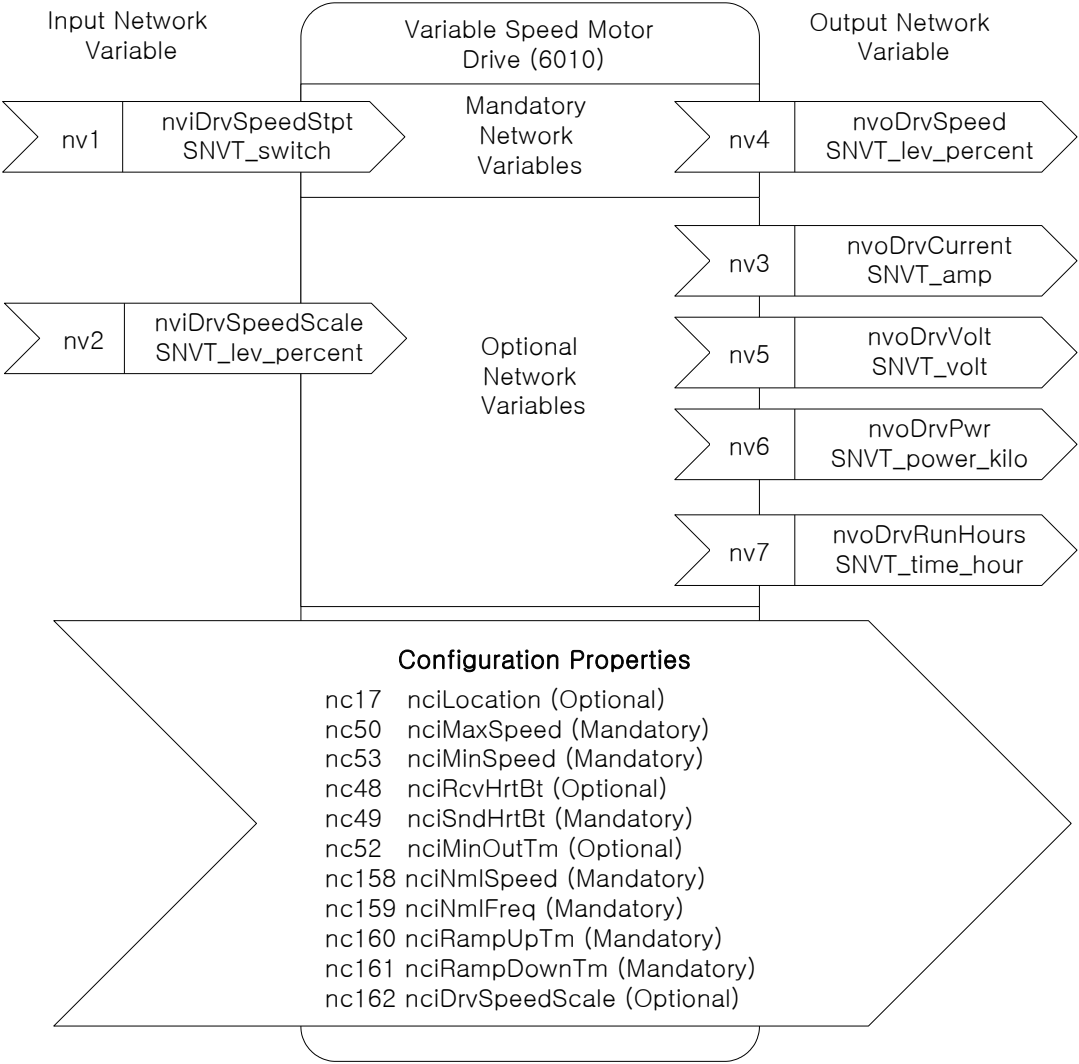 Input Network
Variable
Variable Speed Motor
Drive (6010)
Output Network
Variable
nv1
nviDrvSpeedStpt
SNVT_switch
Mandatory
Network
Variables
nv4
nvoDrvSpeed
SNVT_lev_percent
nv3
nvoDrvCurrent
SNVT_amp
nv2
nviDrvSpeedScale
SNVT_lev_percent
Optional
Network
Variables
nv5
nvoDrvVolt
SNVT_volt
nv6
nvoDrvPwr
SNVT_power_kilo
nv7
nvoDrvRunHours
SNVT_time_hour
Configuration Properties
nc17 nciLocation (Optional)
nc50 nciMaxSpeed (Mandatory)
nc53 nciMinSpeed (Mandatory)
nc48 nciRcvHrtBt (Optional)
nc49 nciSndHrtBt (Mandatory)
nc52 nciMinOutTm (Optional)
nc158 nciNmlSpeed (Mandatory)
nc159 nciNmlFreq (Mandatory)
nc160 nciRampUpTm (Mandatory)
nc161 nciRampDownTm (Mandatory)
nc162 nciDrvSpeedScale (Optional)